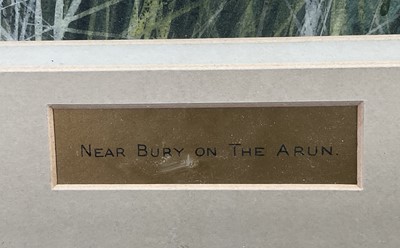 NEAR BURY ON THE ARUN.